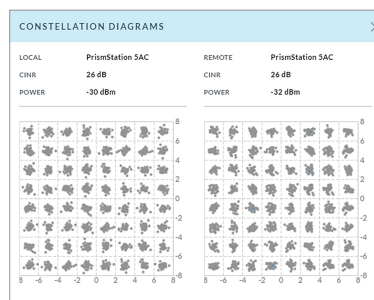 CONSTELLATION DIAGRAMS
LOCAL PrismStation 5AC
CINR 26 dB
POWER -30 dBm
REMOTE PrismStation 5AC
CINR 26 dB
POWER -32 dBm
8
6
4
2
0
-2
-4
-6
-8
8 -6 -4 -2 0 2 4 6 8
8
6
4
2
0
-2
-4
-6
-8
8 -6 -4 -2 0 2 4 6 8